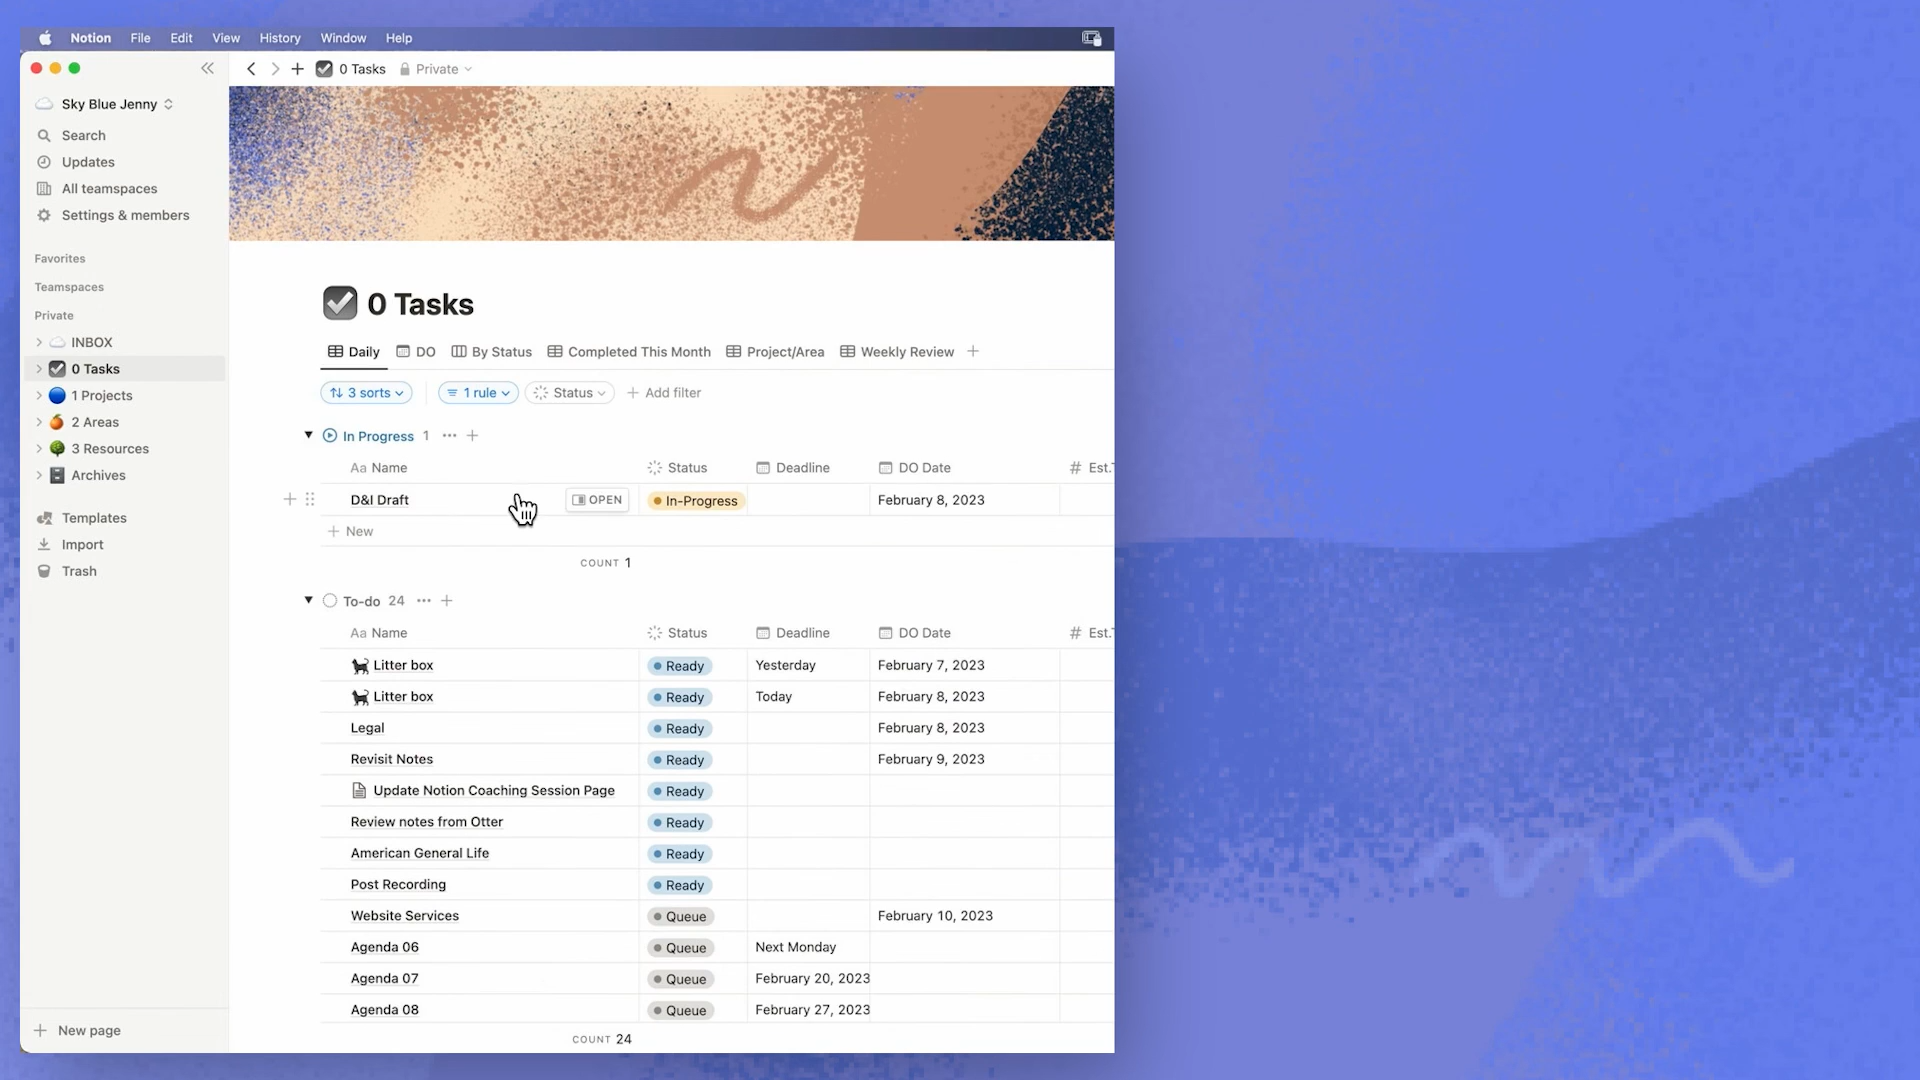 Notion File Edit View History Window Help
0 Tasks Private
Sky Blue Jenny
Search
Updates
All teamspaces
Settings & members
Favorites
Teamspaces
Private
INBOX
0 Tasks
1 Projects
2 Areas
3 Resources
Archives
Templates
Import
Trash
New page
0 Tasks
Daily DO By Status Completed This Month Project/Area Weekly Review
3 sorts 1 rule Status Add filter
In Progress 1
Aa Name Status Deadline DO Date # Est.T
D&I Draft OPEN In-Progress February 8, 2023
New
COUNT 1
To-do 24
Aa Name Status Deadline DO Date # Est.T
Litter box Ready Yesterday February 7, 2023
Litter box Ready Today February 8, 2023
Legal Ready February 8, 2023
Revisit Notes Ready February 9, 2023
Update Notion Coaching Session Page Ready
Review notes from Otter Ready
American General Life Ready
Post Recording Ready
Website Services Queue February 10, 2023
Agenda 06 Queue Next Monday
Agenda 07 Queue February 20, 2023
Agenda 08 Queue February 27, 2023
COUNT 24